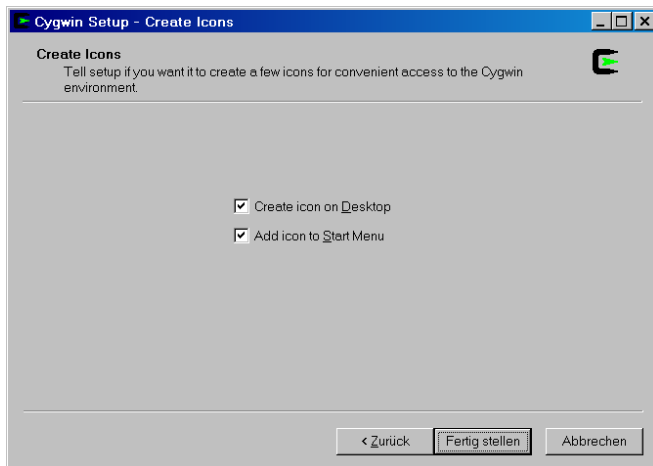 Cygwin Setup - Create Icons
Create Icons
Tell setup if you want it to create a few icons for convenient access to the Cygwin
environment.
Create icon on Desktop
Add icon to Start Menu
< Zurück
Fertig stellen
Abbrechen